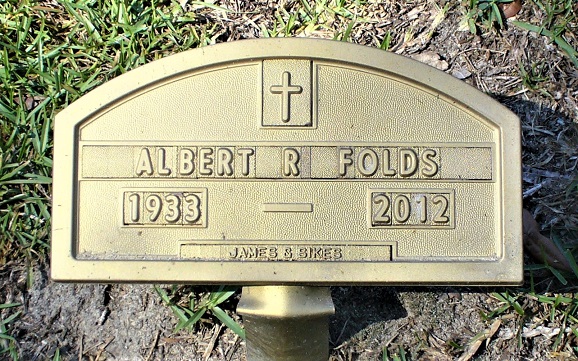 ALBERT R FOLDS
1933 — 2012
JAMES & SIKES